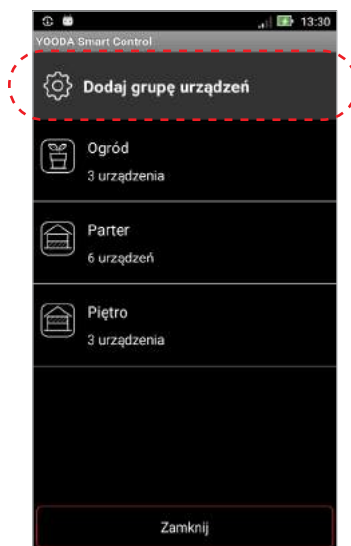 13:30
YOODA Smart Control
Dodaj grupę urządzeń
Ogród
3 urządzenia
Parter
6 urządzeń
Piętro
3 urządzenia
Zamknij